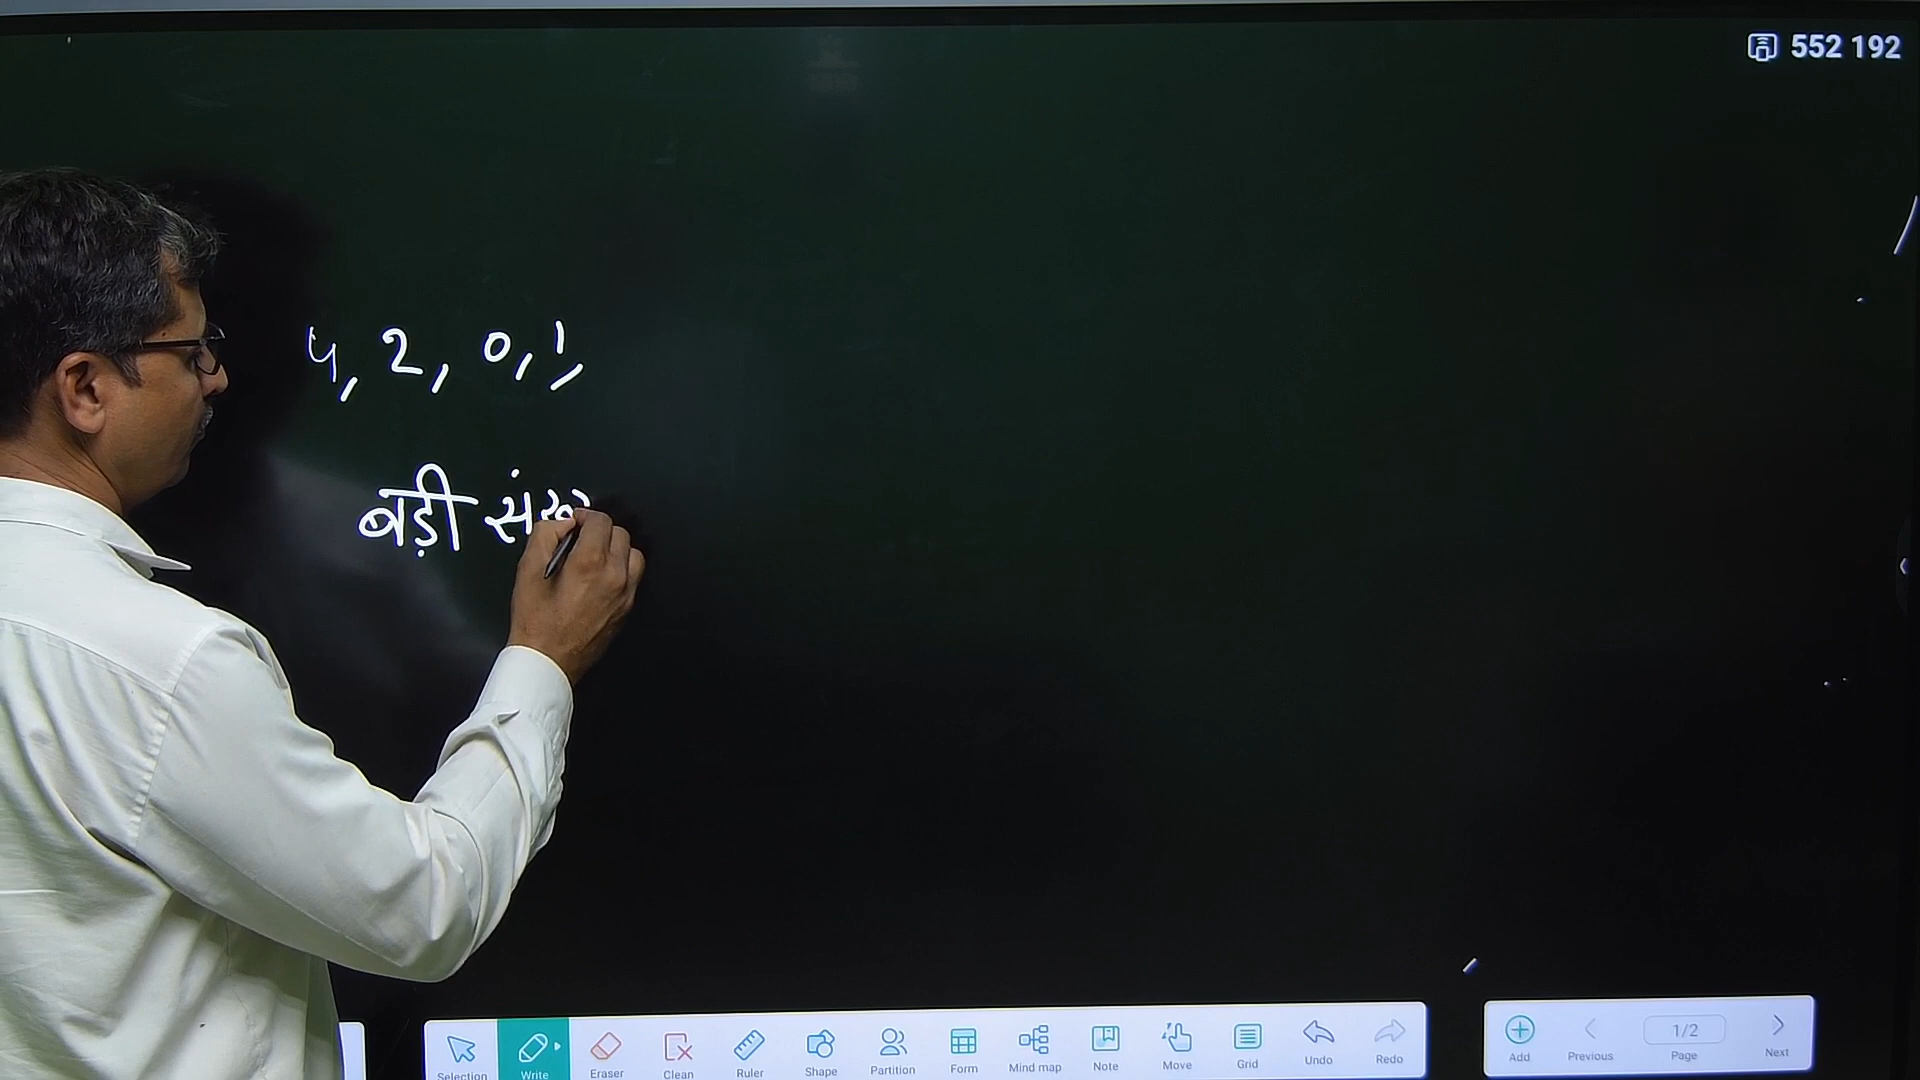 552 192
4, 2, 0, 1,
बड़ी संख
Selection Write Eraser Clean Ruler Shape Partition Form Mind map Note Move Grid Undo Redo Add Previous 1/2 Page Next